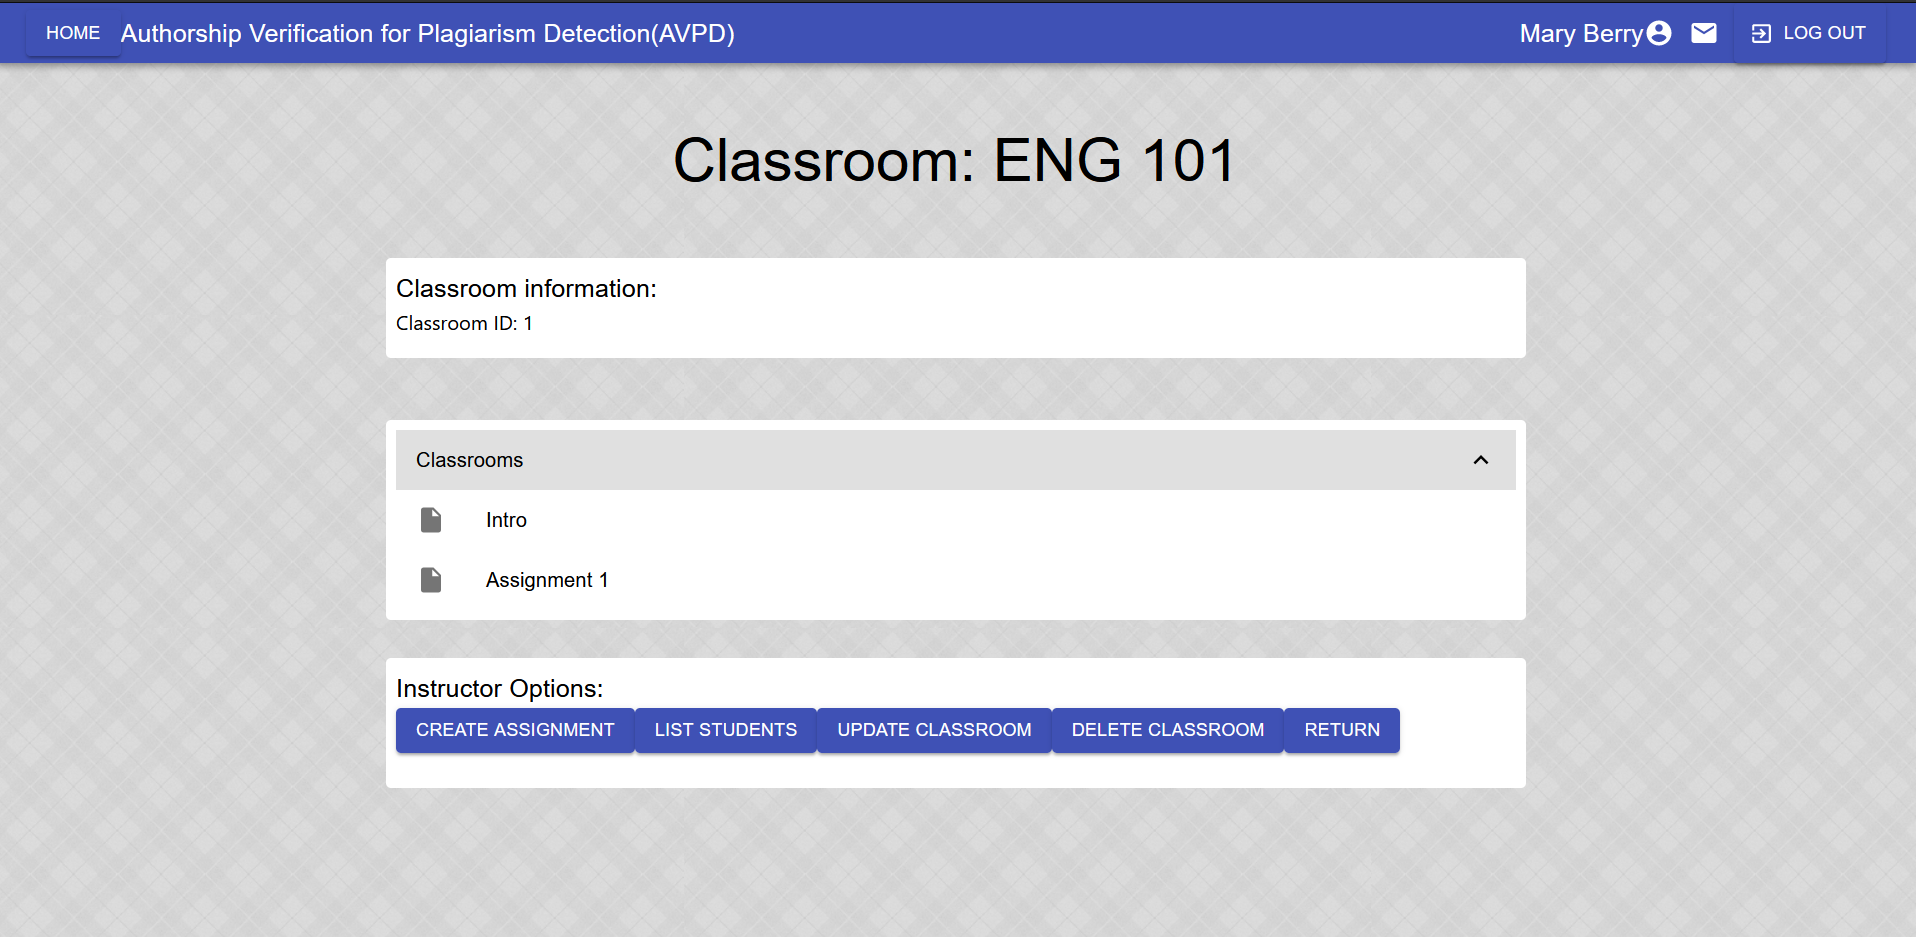 HOME Authorship Verification for Plagiarism Detection(AVPD) Mary Berry LOG OUT
Classroom: ENG 101
Classroom information:
Classroom ID: 1
Classrooms
Intro
Assignment 1
Instructor Options:
CREATE ASSIGNMENT LIST STUDENTS UPDATE CLASSROOM DELETE CLASSROOM RETURN